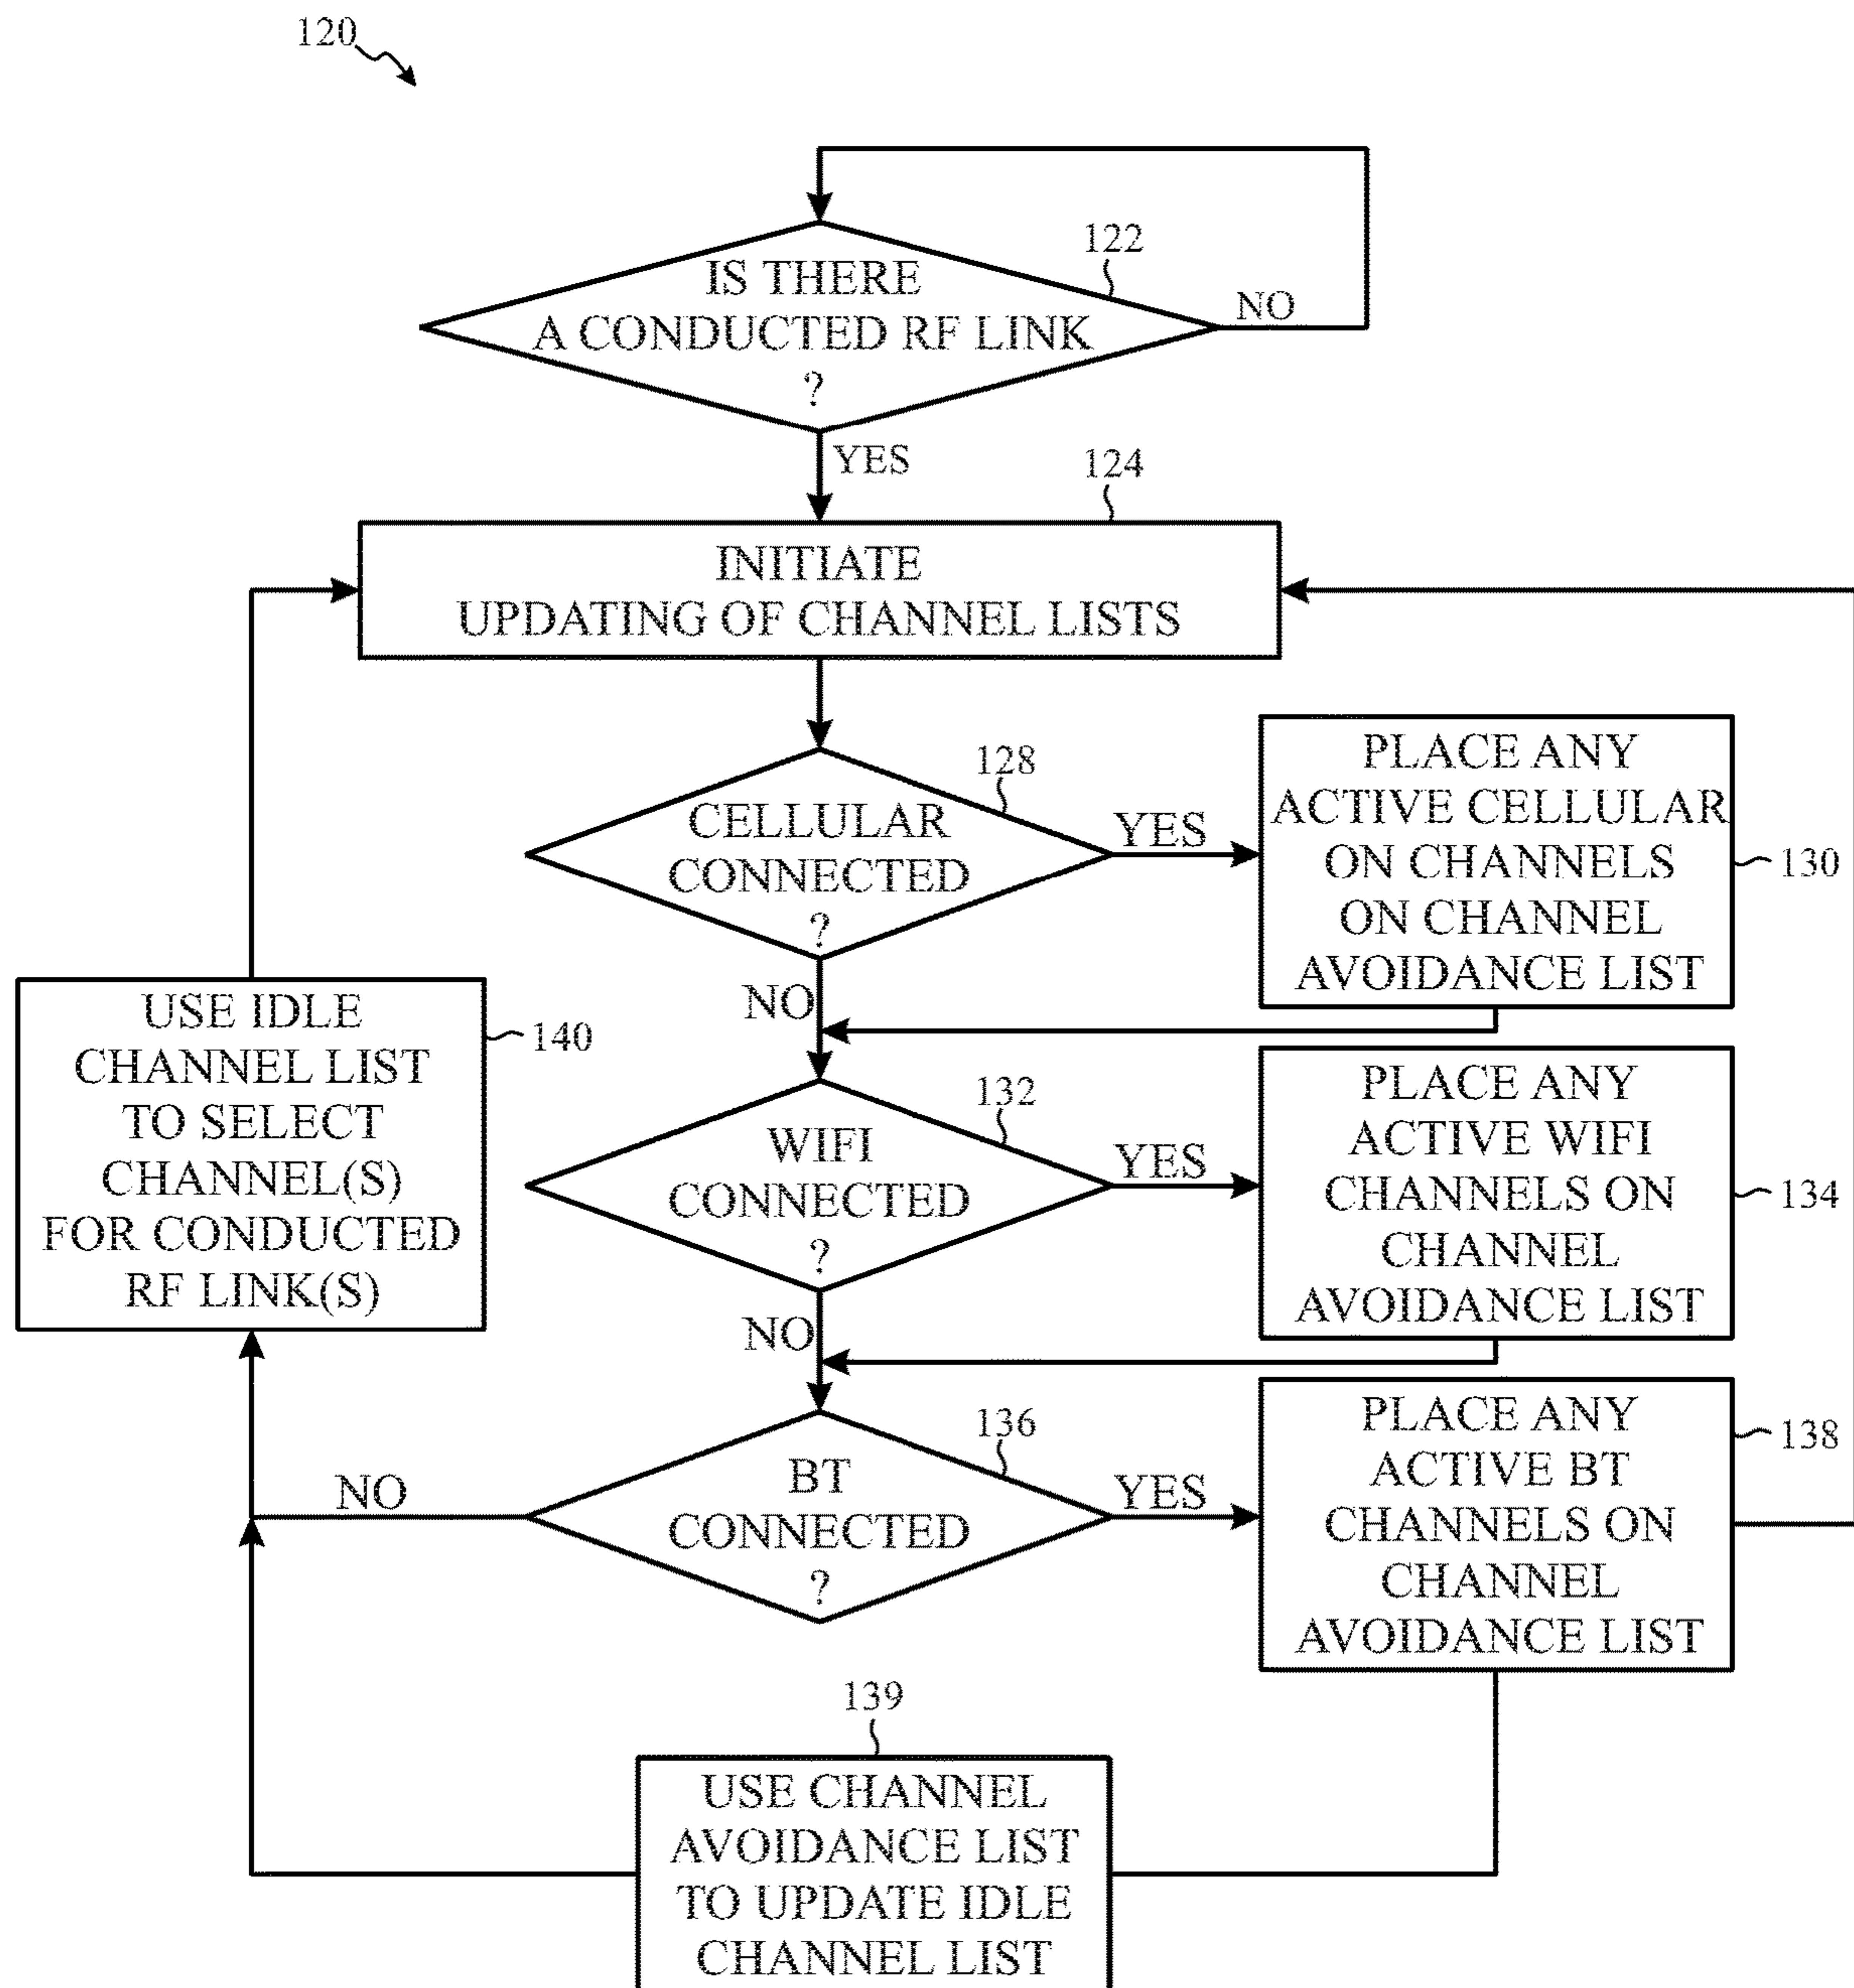 120
122
IS THERE
A CONDUCTED RF LINK
?
NO
YES
124
INITIATE
UPDATING OF CHANNEL LISTS
128
CELLULAR
CONNECTED
?
YES
NO
PLACE ANY
ACTIVE CELLULAR
ON CHANNELS
ON CHANNEL
AVOIDANCE LIST
130
132
WIFI
CONNECTED
?
YES
NO
PLACE ANY
ACTIVE WIFI
CHANNELS ON
CHANNEL
AVOIDANCE LIST
134
136
BT
CONNECTED
?
YES
NO
PLACE ANY
ACTIVE BT
CHANNELS ON
CHANNEL
AVOIDANCE LIST
138
139
USE CHANNEL
AVOIDANCE LIST
TO UPDATE IDLE
CHANNEL LIST
USE IDLE
CHANNEL LIST
TO SELECT
CHANNEL(S)
FOR CONDUCTED
RF LINK(S)
140